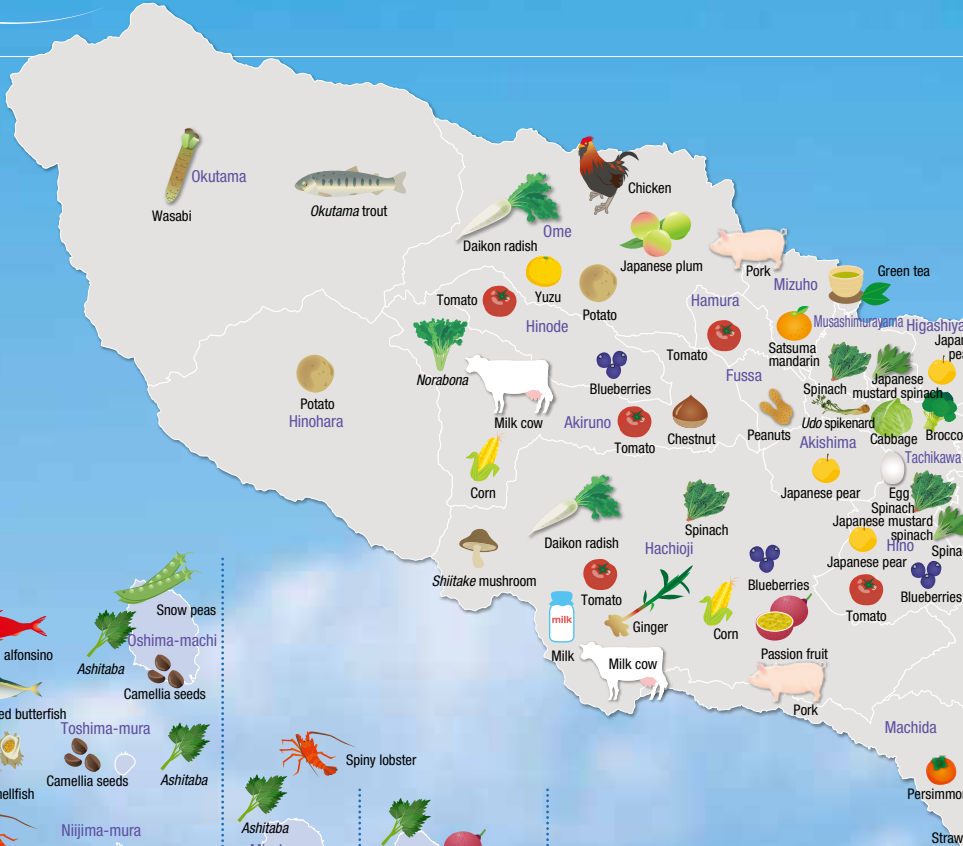 Okutama
Wasabi
Okutama trout
Chicken
Daikon radish
Ome
Japanese plum
Pork
Mizuho
Green tea
Tomato
Yuzu
Potato
Hamura
Hinode
Musashimurayama
Higashiya
Satsuma
mandarin
Japan
pea
Tomato
Norabona
Blueberries
Fussa
Spinach
Japanese
mustard spinach
Potato
Hinohara
Milk cow
Akiruno
Tomato
Chestnut
Peanuts
Udo spikenard
Cabbage
Brocco
Akishima
Tachikawa
Corn
Japanese pear
Egg
Spinach
Japanese mustard
spinach
Daikon radish
Spinach
Hachioji
Japanese pear
Hino
Spina
Shiitake mushroom
Tomato
Blueberries
Tomato
Blueberries
milk
Milk
Ginger
Corn
Passion fruit
Milk cow
Pork
Machida
Persimmon
Straw
Snow peas
Oshima-machi
alfonsino
Ashitaba
Camellia seeds
ed butterfish
Toshima-mura
Camellia seeds
Ashitaba
ellfish
Niijima-mura
Spiny lobster
Ashitaba